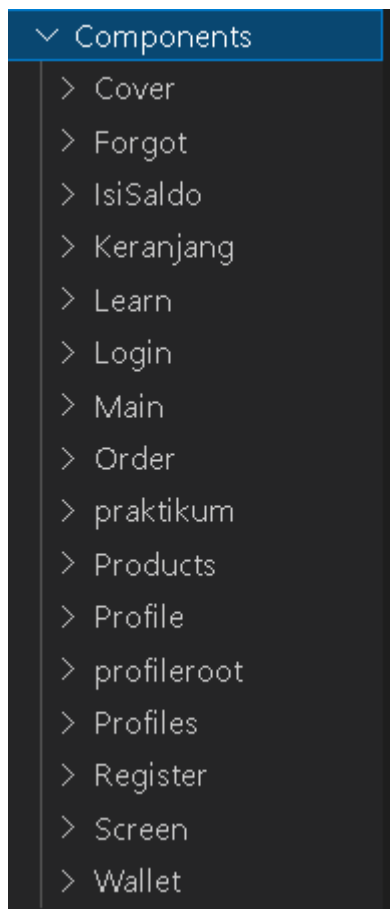 Components
Cover
Forgot
IsiSaldo
Keranjang
Learn
Login
Main
Order
praktikum
Products
Profile
profileroot
Profiles
Register
Screen
Wallet